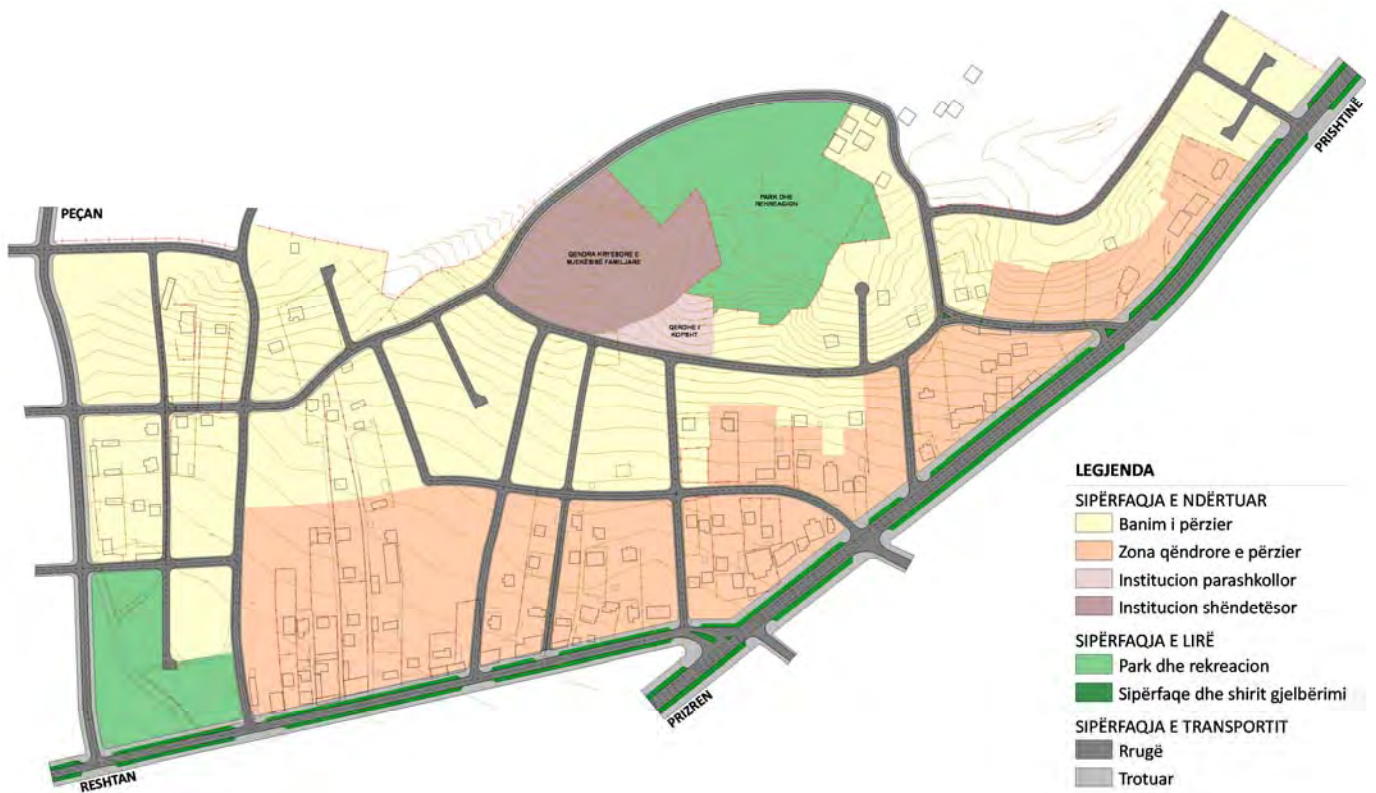 PRISHTINË
PEÇAN
PARK DHE
REKREACION
QENDRA KRYESORE E
MJEKËSISË FAMILJARE
QERDHE /
KOPSHT
PRIZREN
RESHTAN
LEGJENDA
SIPËRFAQJA E NDËRTUAR
Banim i përzier
Zona qëndrore e përzier
Institucion parashkollor
Institucion shëndetësor
SIPËRFAQJA E LIRË
Park dhe rekreacion
Sipërfaqe dhe shirit gjelbërimi
SIPËRFAQJA E TRANSPORTIT
Rrugë
Trotuar